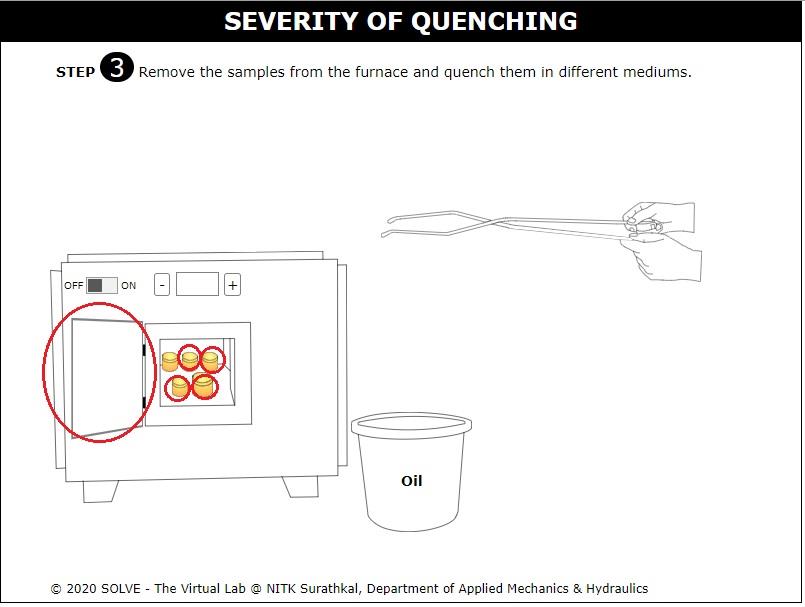 SEVERITY OF QUENCHING
STEP 3 Remove the samples from the furnace and quench them in different mediums.
OFF ON - +
Oil
© 2020 SOLVE - The Virtual Lab @ NITK Surathkal, Department of Applied Mechanics & Hydraulics